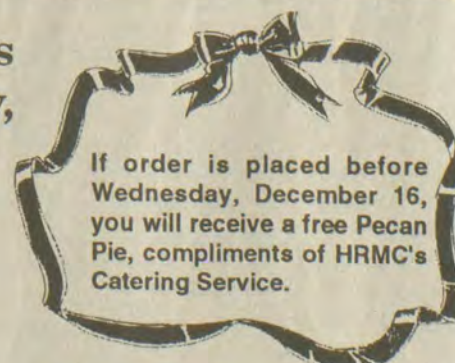 s
y,
If order is placed before
Wednesday, December 16,
you will receive a free Pecan
Pie, compliments of HRMC's
Catering Service.